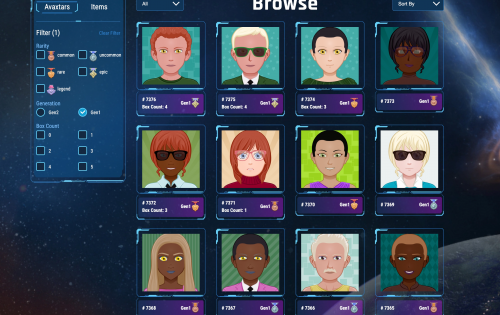 Avaxtars Items
All
Browse
Sort By
Filter (1)
Clear Filter
Rarity
common
uncommon
rare
epic
legend
Generation
Gen2
Gen1
Box Count
0
1
2
3
4
5
# 7376
Box Count: 4
Gen1
# 7375
Box Count: 4
Gen1
# 7374
Box Count: 3
Gen1
# 7373
Gen1
# 7372
Box Count: 3
Gen1
# 7371
Box Count: 1
Gen1
# 7370
Gen1
# 7369
Gen1
# 7368
Gen1
# 7367
Gen1
# 7366
Gen1
# 7365
Gen1